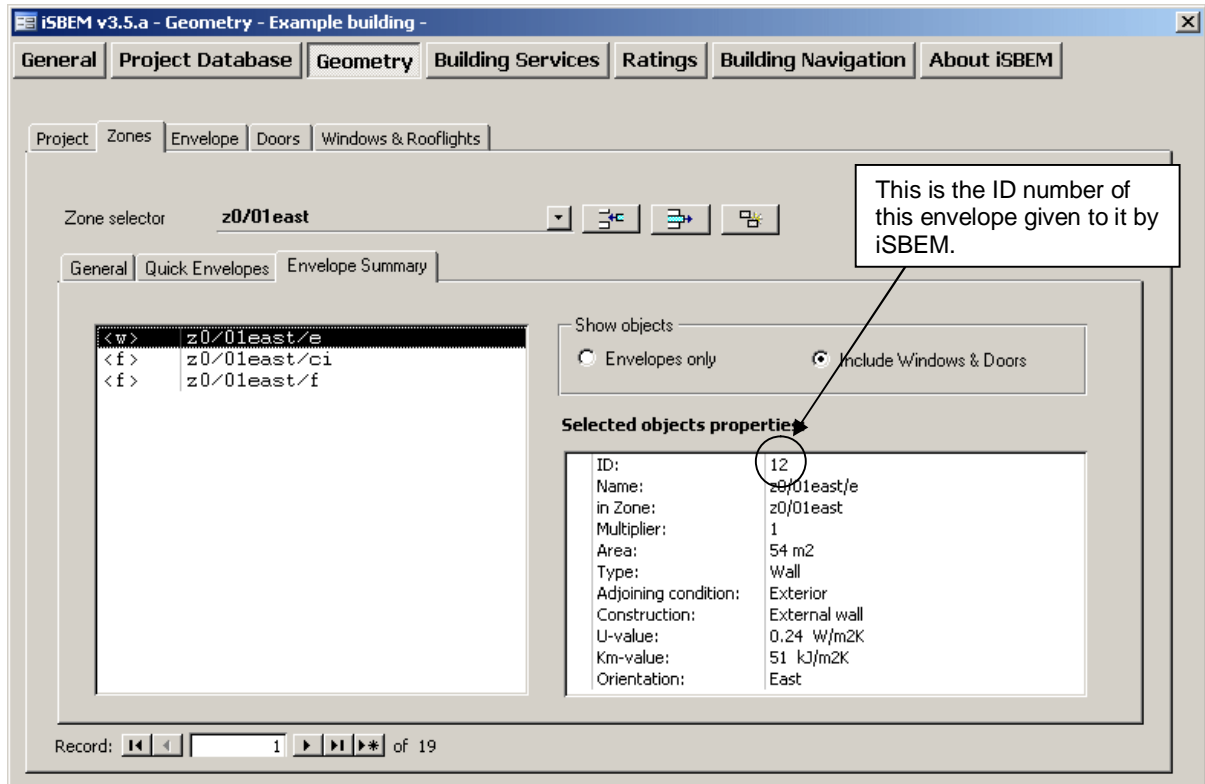 iSBEM v3.5.a - Geometry - Example building -
General Project Database Geometry Building Services Ratings Building Navigation About iSBEM
Project Zones Envelope Doors Windows & Rooflights
This is the ID number of
this envelope given to it by
iSBEM.
Zone selector z0/01east
General Quick Envelopes Envelope Summary
<w> z0/01east/e
<f> z0/01east/ci
<f> z0/01east/f
Show objects
Envelopes only Include Windows & Doors
Selected objects properties
ID: 12
Name: z0/01east/e
in Zone: z0/01east
Multiplier: 1
Area: 54 m2
Type: Wall
Adjoining condition: Exterior
Construction: External wall
U-value: 0.24 W/m2K
Km-value: 51 kJ/m2K
Orientation: East
Record: 1 of 19